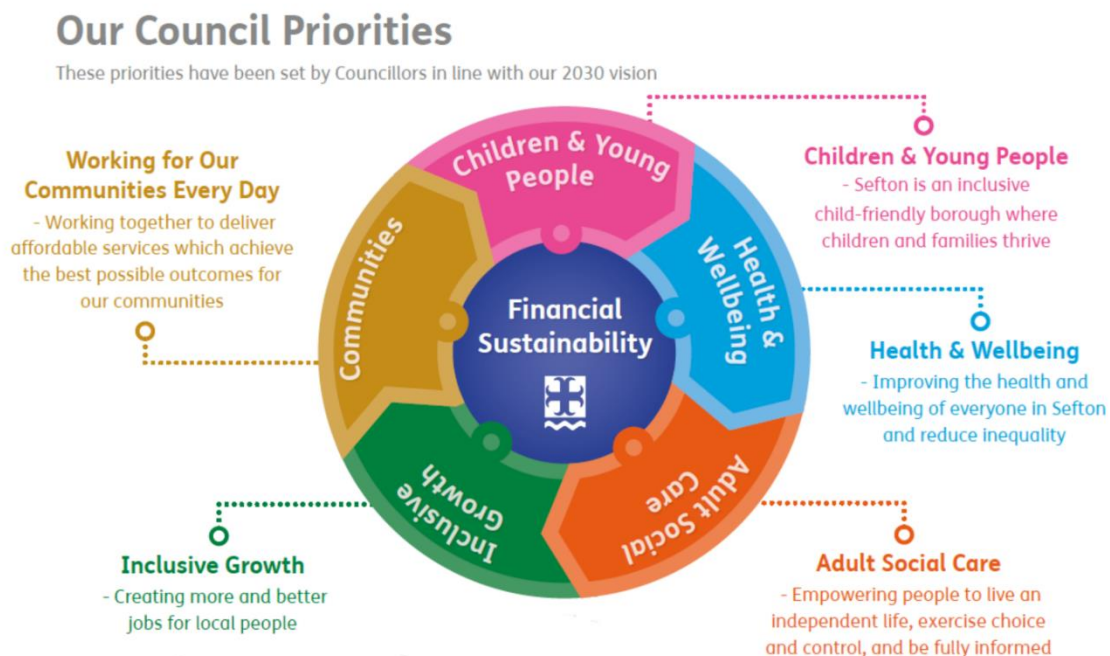 Our Council Priorities
These priorities have been set by Councillors in line with our 2030 vision
Working for Our
Communities Every Day
- Working together to deliver
affordable services which achieve
the best possible outcomes for
our communities
Children & Young
People
Health &
Wellbeing
Adult Social
Care
Inclusive
Growth
Communities
Financial
Sustainability
Children & Young People
- Sefton is an inclusive
child-friendly borough where
children and families thrive
Health & Wellbeing
- Improving the health and
wellbeing of everyone in Sefton
and reduce inequality
Inclusive Growth
- Creating more and better
jobs for local people
Adult Social Care
- Empowering people to live an
independent life, exercise choice
and control, and be fully informed